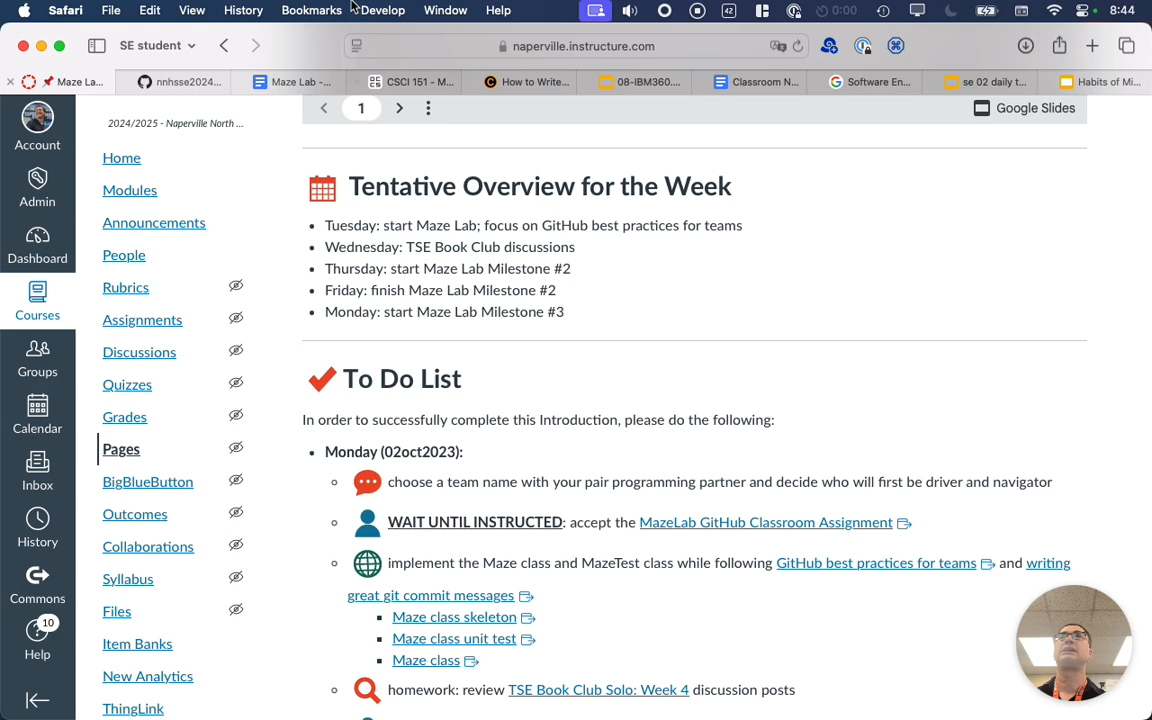 Safari File Edit View History Bookmarks Develop Window Help 42 0:00 8:44
SE student naperville.instructure.com
Maze La... nnhsse2024... Maze Lab -... CSCI 151 – M... How to Write... 08-IBM360.... Classroom N... Software En... se 02 daily t... Habits of Mi...
1 Google Slides
Account
Admin
Dashboard
Courses
Groups
Calendar
Inbox
History
Commons
10
Help
2024/2025 - Naperville North ...
Home
Modules
Announcements
People
Rubrics
Assignments
Discussions
Quizzes
Grades
Pages
BigBlueButton
Outcomes
Collaborations
Syllabus
Files
Item Banks
New Analytics
ThingLink
Tentative Overview for the Week
• Tuesday: start Maze Lab; focus on GitHub best practices for teams
• Wednesday: TSE Book Club discussions
• Thursday: start Maze Lab Milestone #2
• Friday: finish Maze Lab Milestone #2
• Monday: start Maze Lab Milestone #3
To Do List
In order to successfully complete this Introduction, please do the following:
• Monday (02oct2023):
choose a team name with your pair programming partner and decide who will first be driver and navigator
WAIT UNTIL INSTRUCTED: accept the MazeLab GitHub Classroom Assignment
implement the Maze class and MazeTest class while following GitHub best practices for teams and writing
great git commit messages
Maze class skeleton
Maze class unit test
Maze class
homework: review TSE Book Club Solo: Week 4 discussion posts